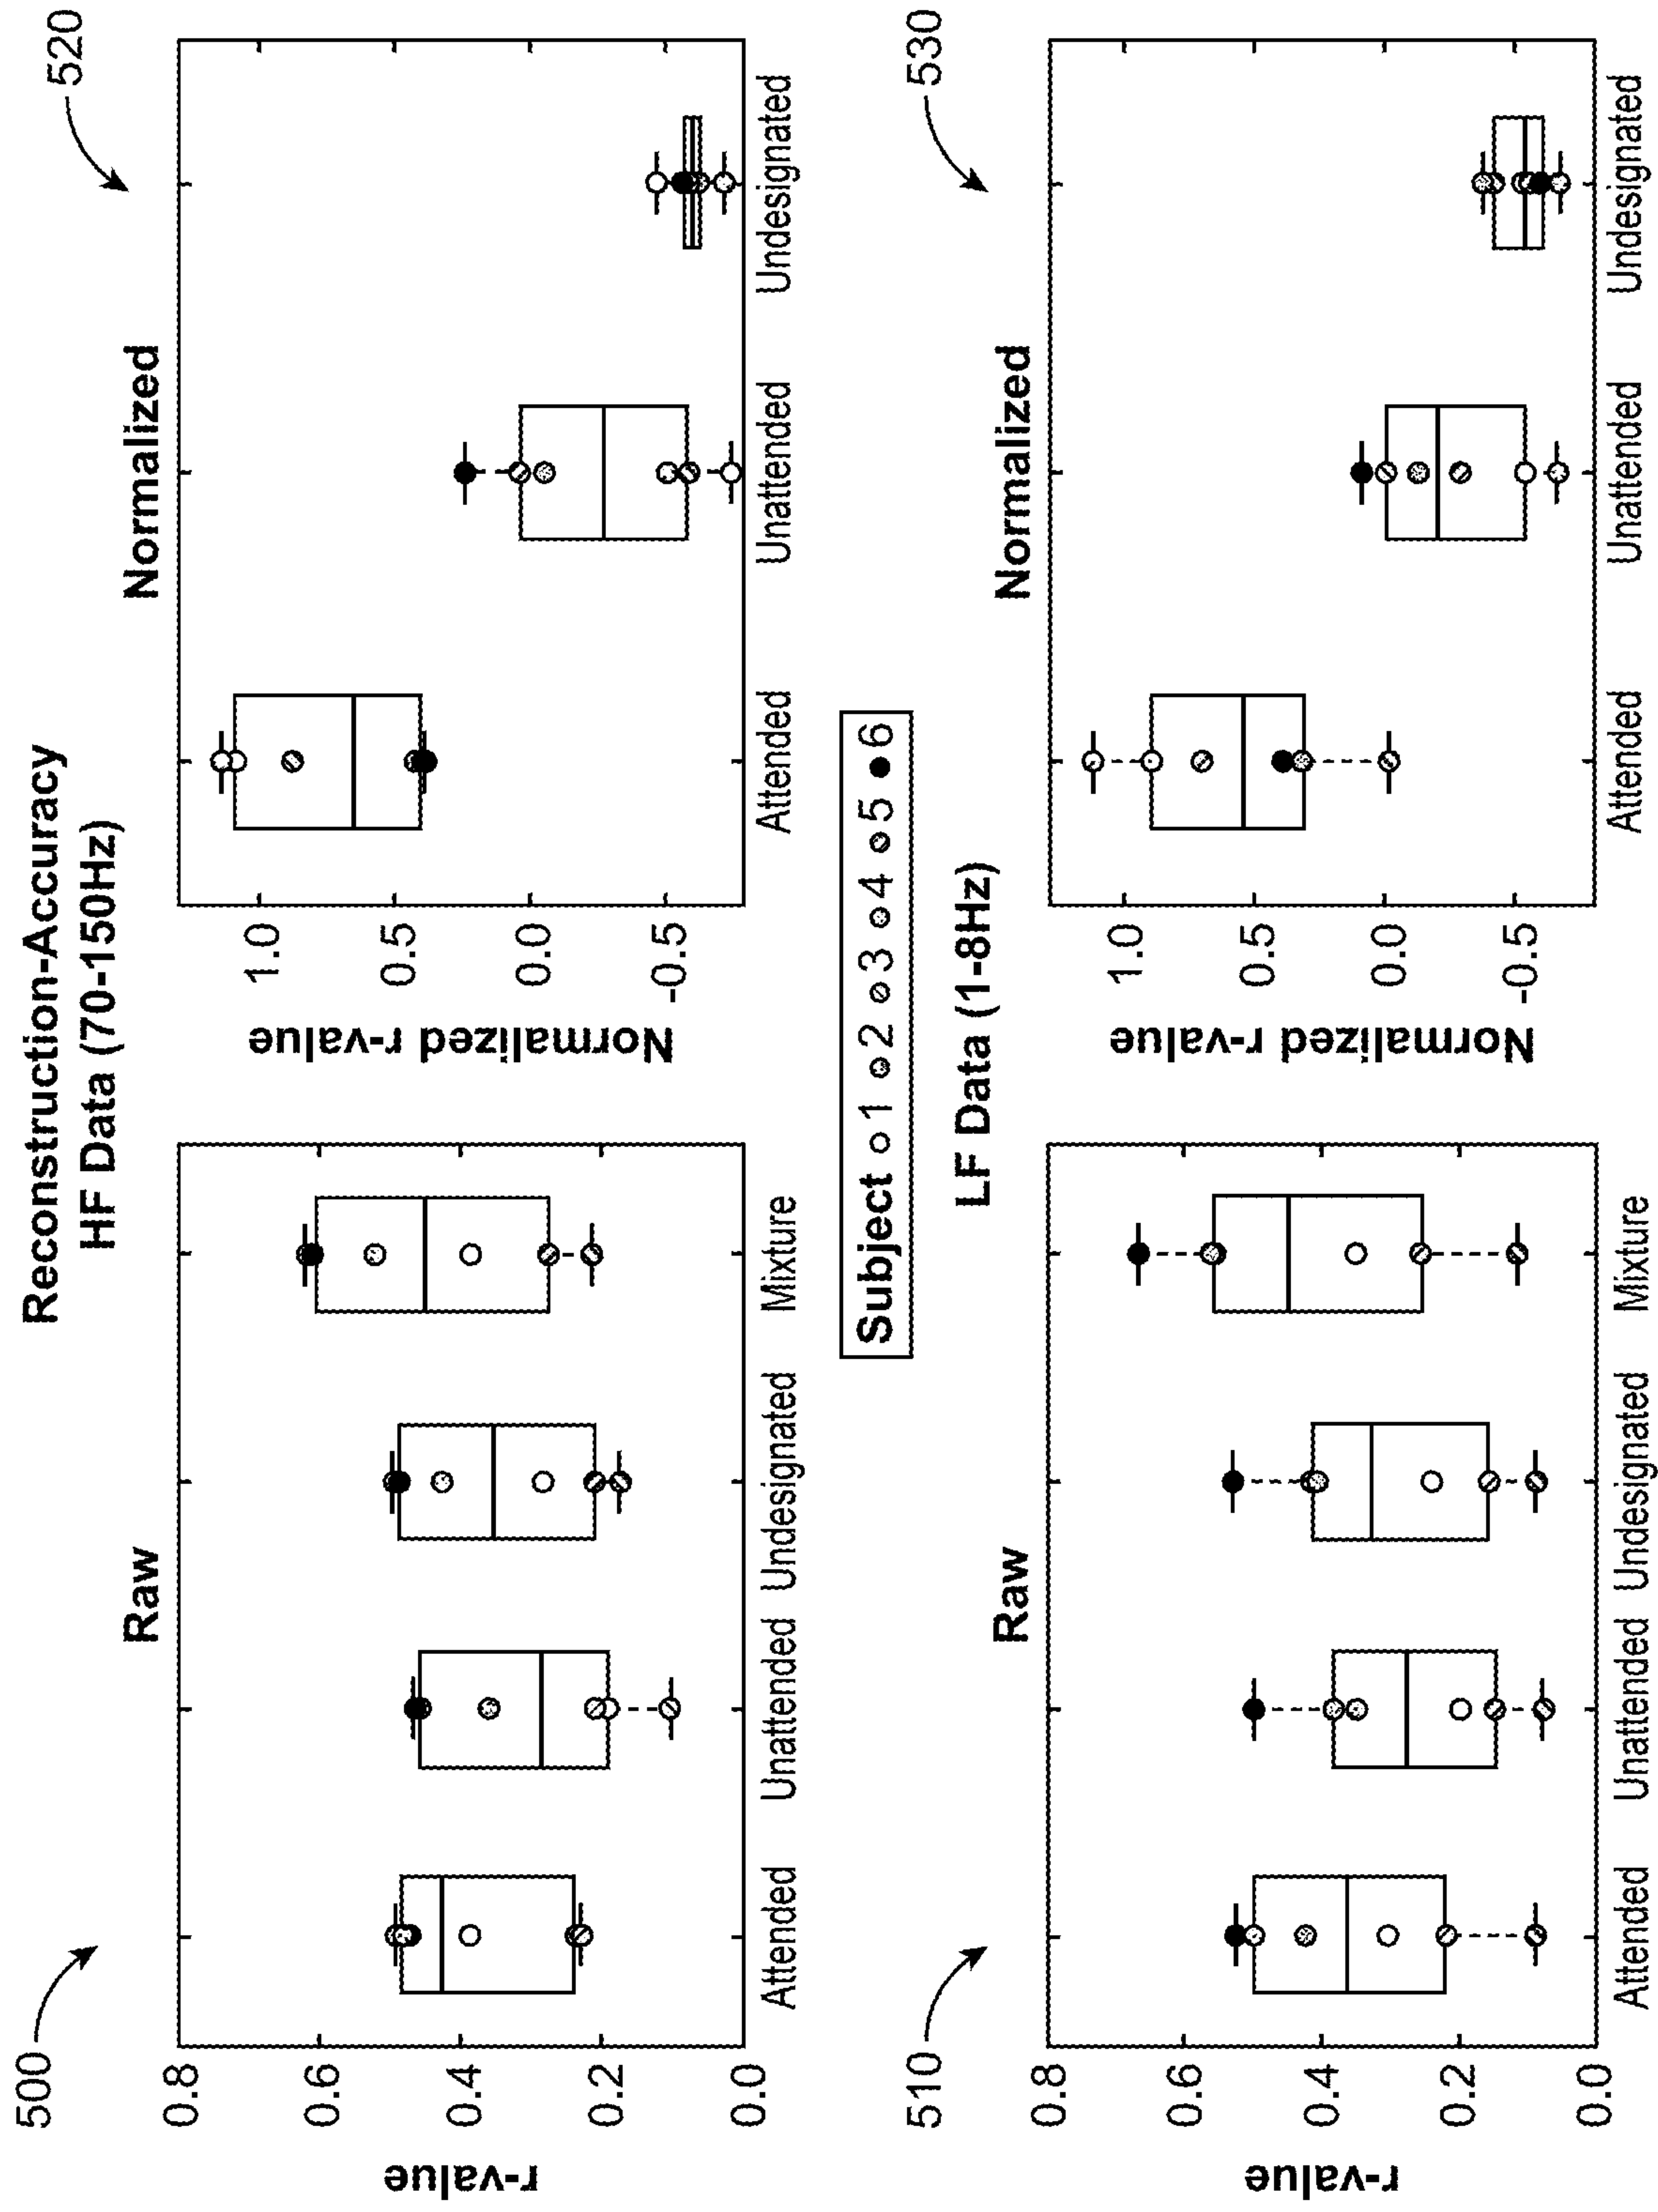 Reconstruction-Accuracy
HF Data (70-150Hz)
500
Raw
r-value
0.8
0.6
0.4
0.2
0.0
Attended Unattended Undesignated Mixture
520
Normalized
Normalized r-value
1.0
0.5
0.0
-0.5
Attended Unattended Undesignated
Subject 1 2 3 4 5 6
LF Data (1-8Hz)
510
Raw
r-value
0.8
0.6
0.4
0.2
0.0
Attended Unattended Undesignated Mixture
530
Normalized
Normalized r-value
1.0
0.5
0.0
-0.5
Attended Unattended Undesignated